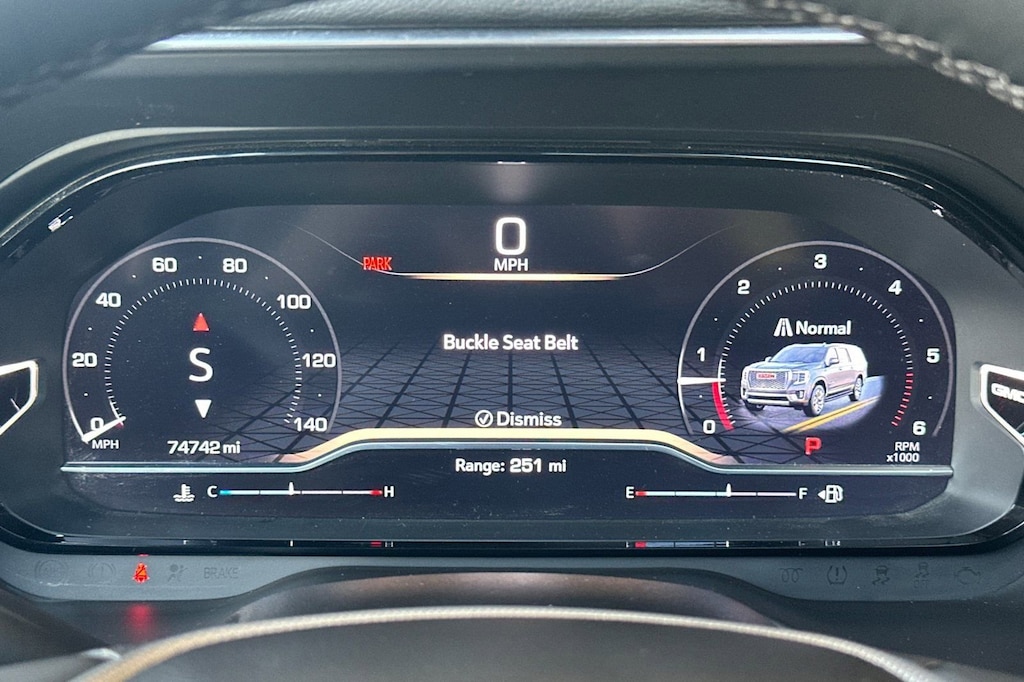 0
MPH
PARK
Buckle Seat Belt
Dismiss
Range: 251 mi
0 20 40 60 80 100 120 140
MPH
S
74742 mi
C H
0 1 2 3 4 5 6
Normal
P
RPM
x1000
E F
GMC
BRAKE